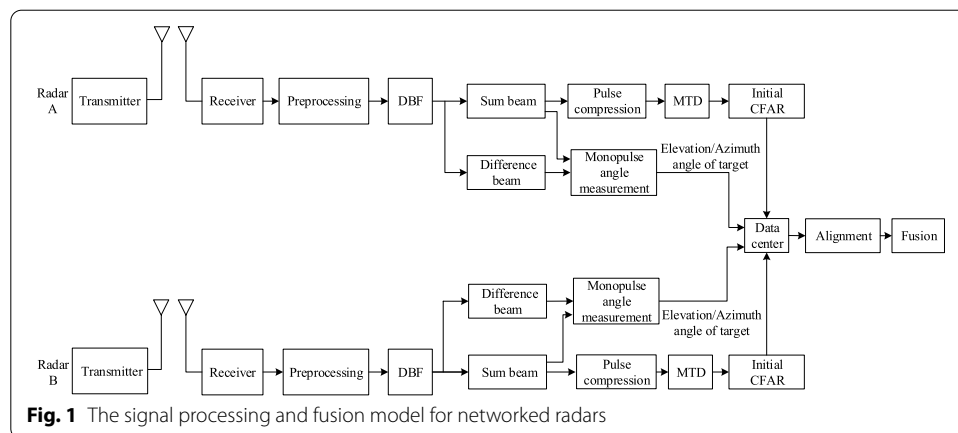 Radar
A
Transmitter
Receiver
Preprocessing
DBF
Sum beam
Pulse
compression
MTD
Initial
CFAR
Difference
beam
Monopulse
angle
measurement
Elevation/Azimuth
angle of target
Data
center
Alignment
Fusion
Difference
beam
Monopulse
angle
measurement
Elevation/Azimuth
angle of target
Radar
B
Transmitter
Receiver
Preprocessing
DBF
Sum beam
Pulse
compression
MTD
Initial
CFAR
Fig. 1 The signal processing and fusion model for networked radars